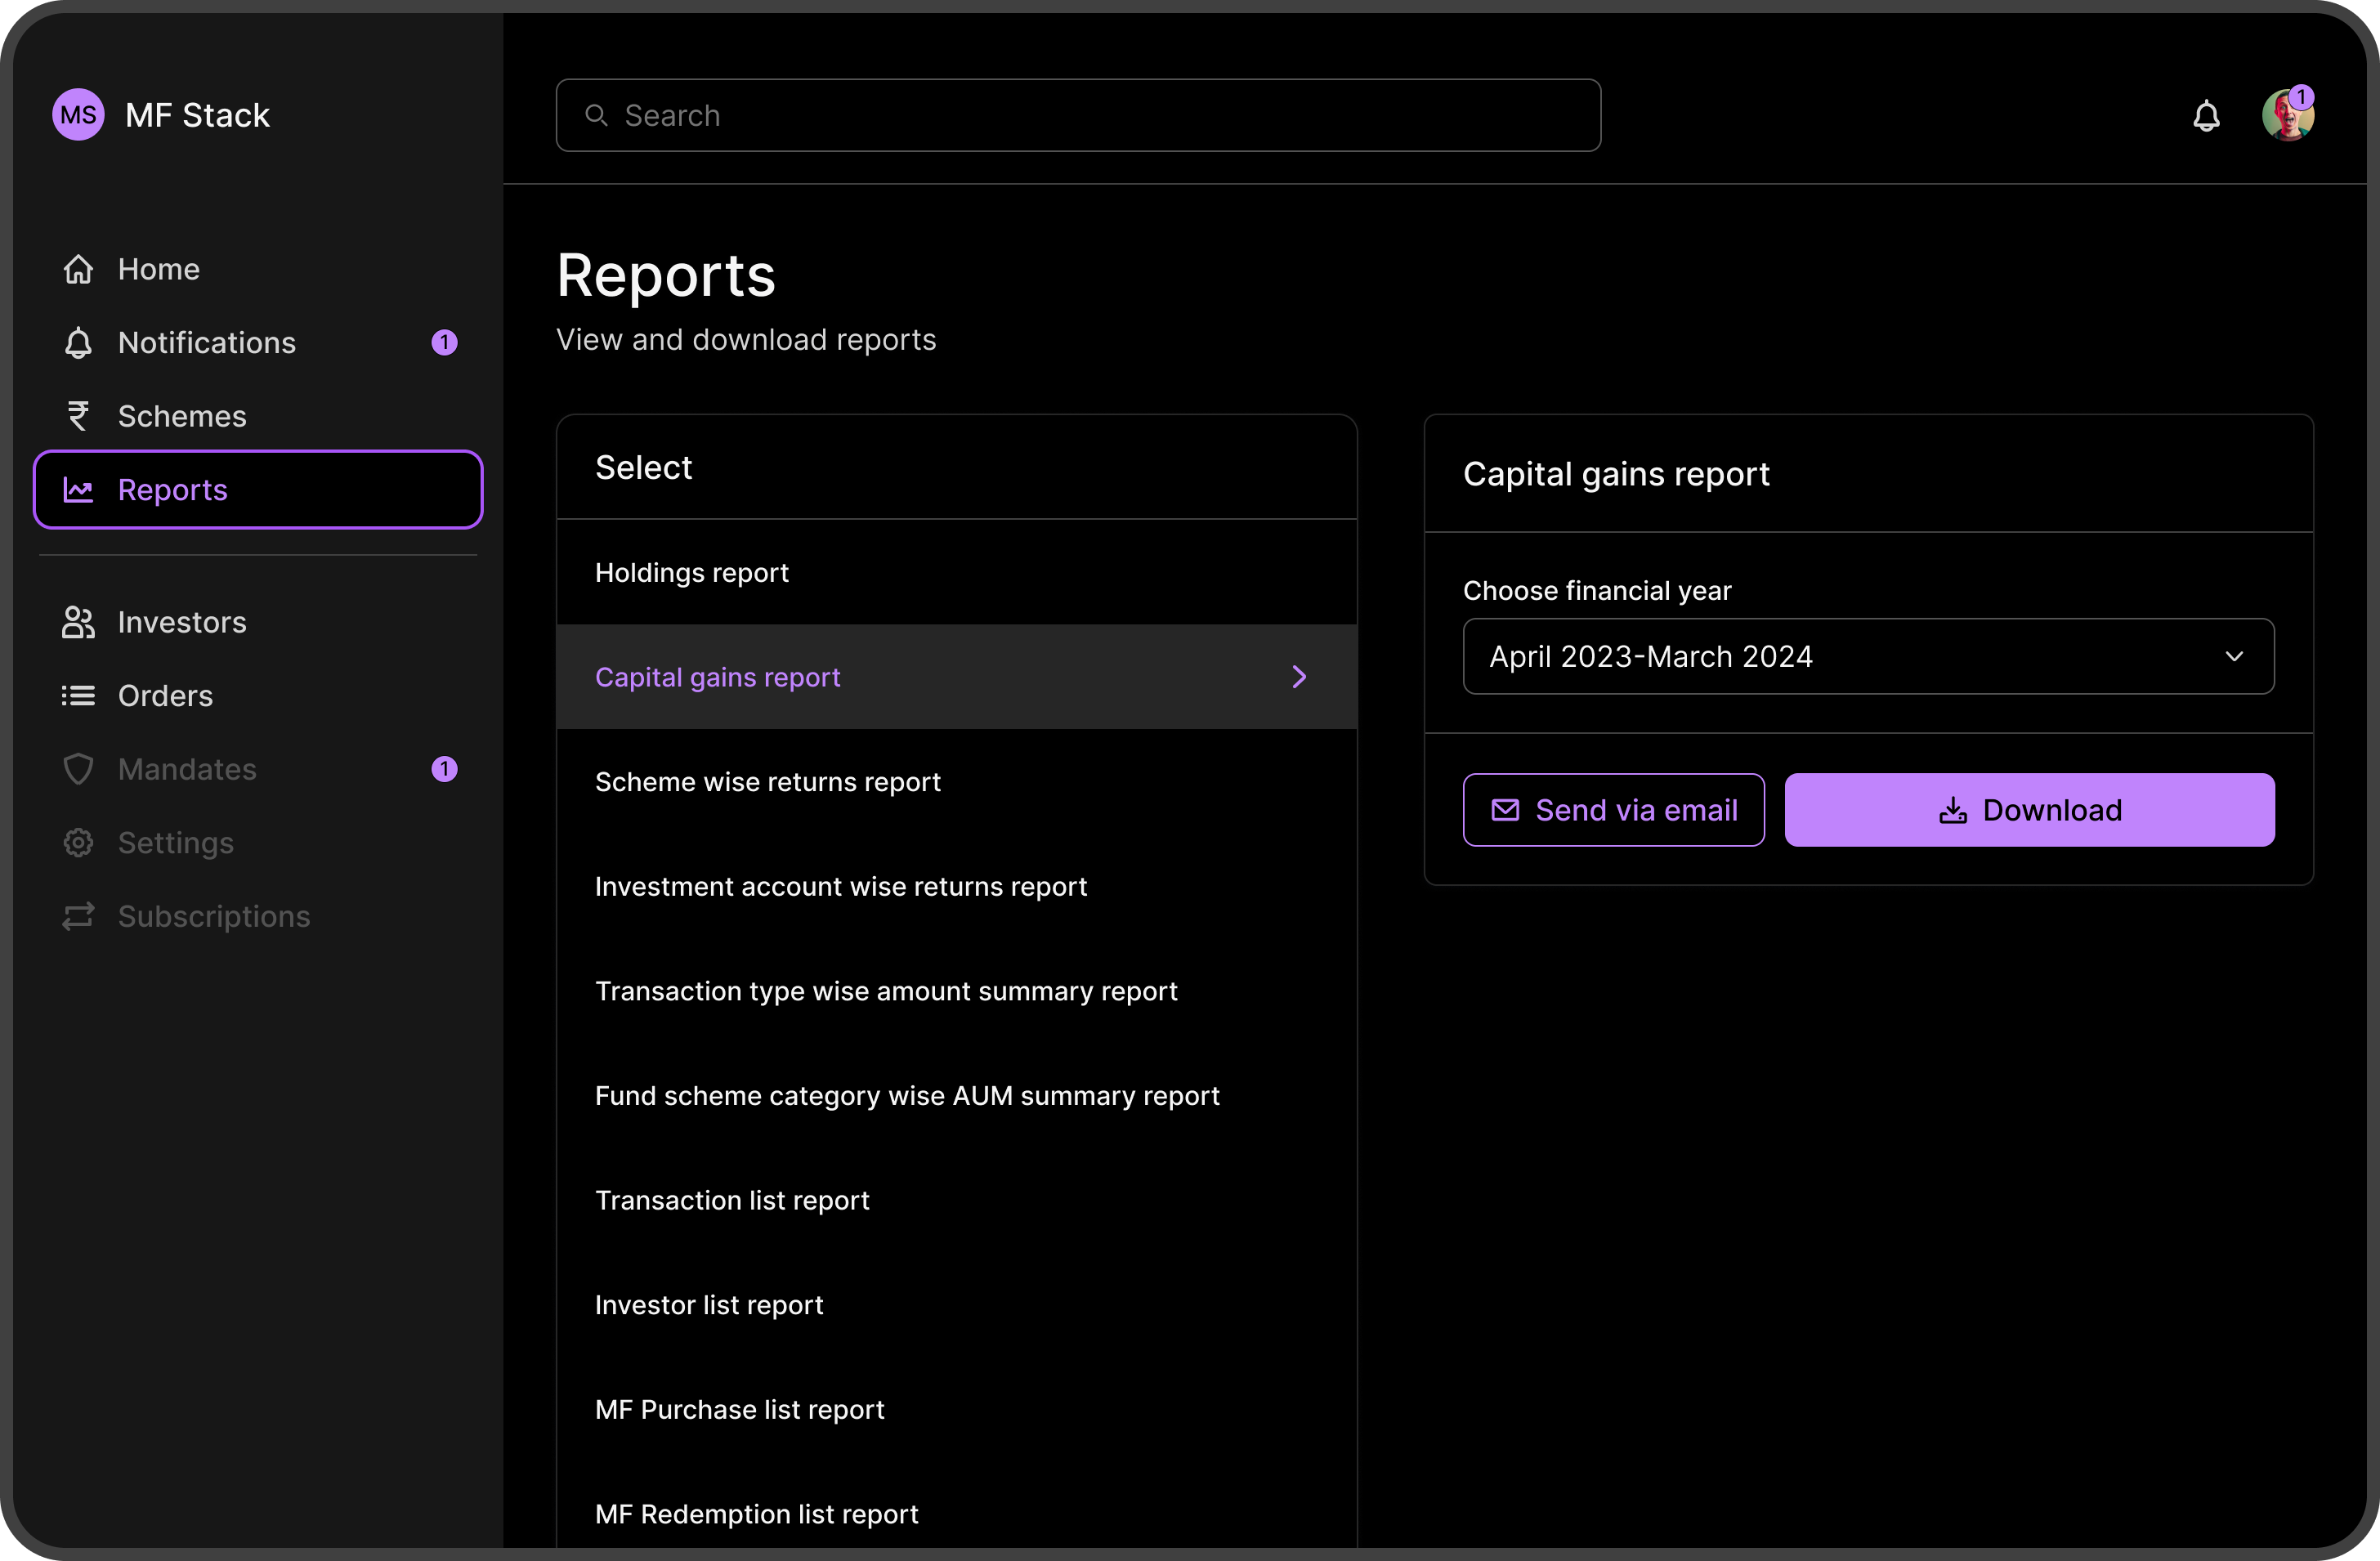 MS MF Stack
Search
1
Home
Notifications 1
Schemes
Reports
Investors
Orders
Mandates 1
Settings
Subscriptions
Reports
View and download reports
Select
Holdings report
Capital gains report
Scheme wise returns report
Investment account wise returns report
Transaction type wise amount summary report
Fund scheme category wise AUM summary report
Transaction list report
Investor list report
MF Purchase list report
MF Redemption list report
Capital gains report
Choose financial year
April 2023-March 2024
Send via email
Download